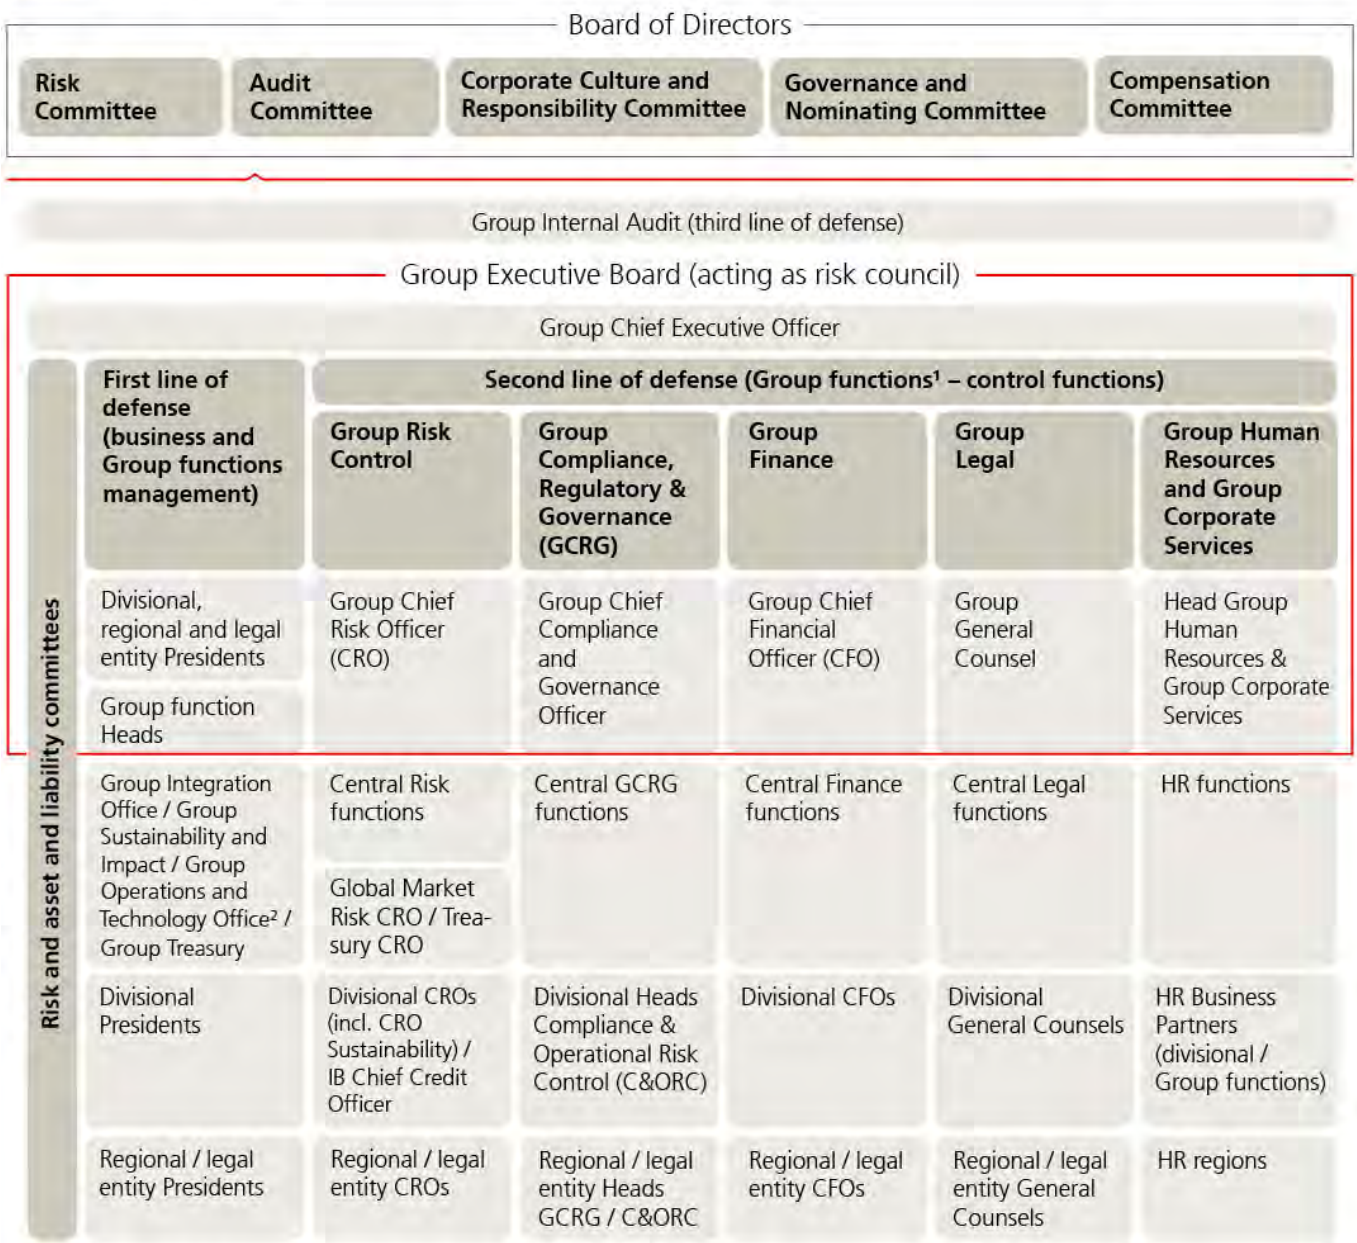 Board of Directors
Risk
Committee
Audit
Committee
Corporate Culture and
Responsibility Committee
Governance and
Nominating Committee
Compensation
Committee
Group Internal Audit (third line of defense)
Group Executive Board (acting as risk council)
Group Chief Executive Officer
Risk and asset and liability committees
First line of
defense
(business and
Group functions
management)
Second line of defense (Group functions¹ – control functions)
Group Risk
Control
Group
Compliance,
Regulatory &
Governance
(GCRG)
Group
Finance
Group
Legal
Group Human
Resources
and Group
Corporate
Services
Divisional,
regional and legal
entity Presidents
Group function
Heads
Group Chief
Risk Officer
(CRO)
Group Chief
Compliance
and
Governance
Officer
Group Chief
Financial
Officer (CFO)
Group
General
Counsel
Head Group
Human
Resources &
Group Corporate
Services
Group Integration
Office / Group
Sustainability and
Impact / Group
Operations and
Technology Office² /
Group Treasury
Central Risk
functions
Global Market
Risk CRO / Trea-
sury CRO
Central GCRG
functions
Central Finance
functions
Central Legal
functions
HR functions
Divisional
Presidents
Divisional CROs
(incl. CRO
Sustainability) /
IB Chief Credit
Officer
Divisional Heads
Compliance &
Operational Risk
Control (C&ORC)
Divisional CFOs
Divisional
General Counsels
HR Business
Partners
(divisional /
Group functions)
Regional / legal
entity Presidents
Regional / legal
entity CROs
Regional / legal
entity Heads
GCRG / C&ORC
Regional / legal
entity CFOs
Regional / legal
entity General
Counsels
HR regions